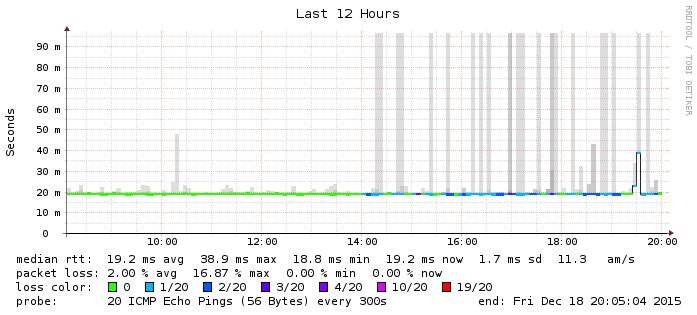 Last 12 Hours
RRDTOOL / TOBI OETIKER
Seconds
90 m
80 m
70 m
60 m
50 m
40 m
30 m
20 m
10 m
0
10:00 12:00 14:00 16:00 18:00 20:00
median rtt: 19.2 ms avg 38.9 ms max 18.8 ms min 19.2 ms now 1.7 ms sd 11.3 am/s
packet loss: 2.00 % avg 16.87 % max 0.00 % min 0.00 % now
loss color: 0 1/20 2/20 3/20 4/20 10/20 19/20
probe: 20 ICMP Echo Pings (56 Bytes) every 300s end: Fri Dec 18 20:05:04 2015